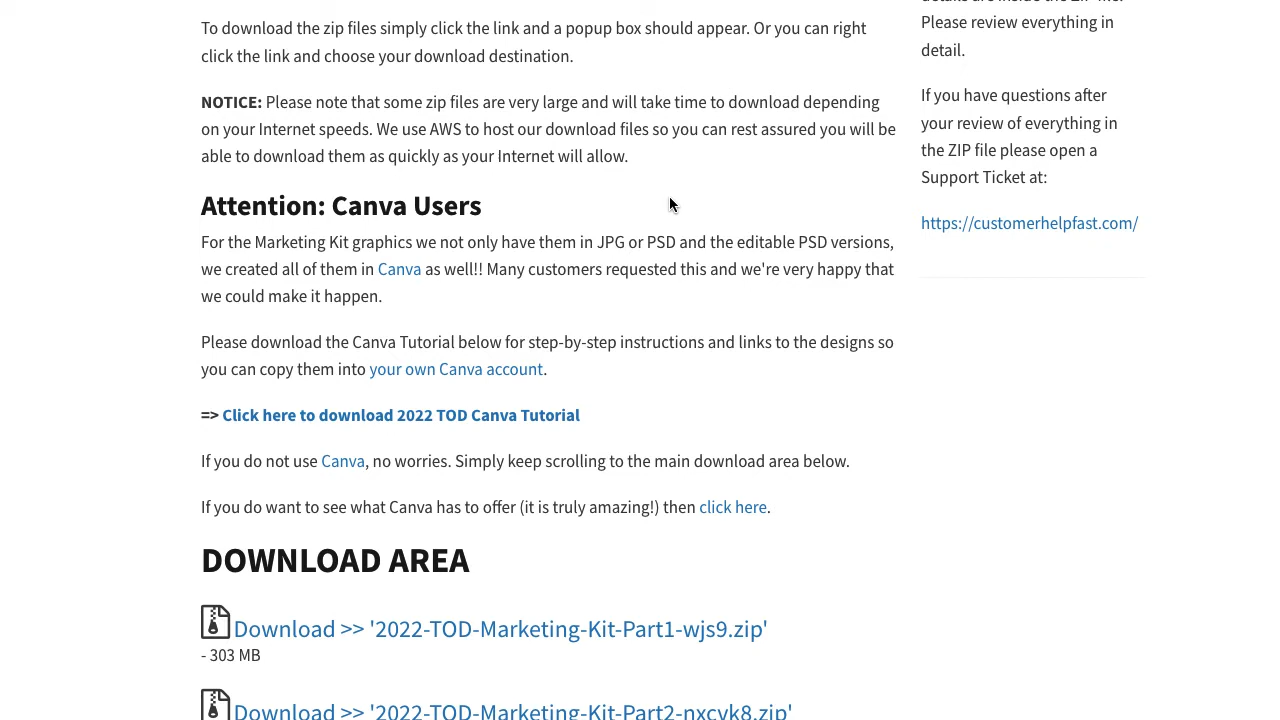 To download the zip files simply click the link and a popup box should appear. Or you can right
click the link and choose your download destination.
NOTICE: Please note that some zip files are very large and will take time to download depending
on your Internet speeds. We use AWS to host our download files so you can rest assured you will be
able to download them as quickly as your Internet will allow.
Attention: Canva Users
For the Marketing Kit graphics we not only have them in JPG or PSD and the editable PSD versions,
we created all of them in Canva as well!! Many customers requested this and we're very happy that
we could make it happen.
Please download the Canva Tutorial below for step-by-step instructions and links to the designs so
you can copy them into your own Canva account.
=> Click here to download 2022 TOD Canva Tutorial
If you do not use Canva, no worries. Simply keep scrolling to the main download area below.
If you do want to see what Canva has to offer (it is truly amazing!) then click here.
DOWNLOAD AREA
Download >> '2022-TOD-Marketing-Kit-Part1-wjs9.zip'
- 303 MB
Download >> '2022-TOD-Marketing-Kit-Part2-nxcvk8.zip'
details are inside the ZIP file.
Please review everything in
detail.
If you have questions after
your review of everything in
the ZIP file please open a
Support Ticket at:
https://customerhelpfast.com/